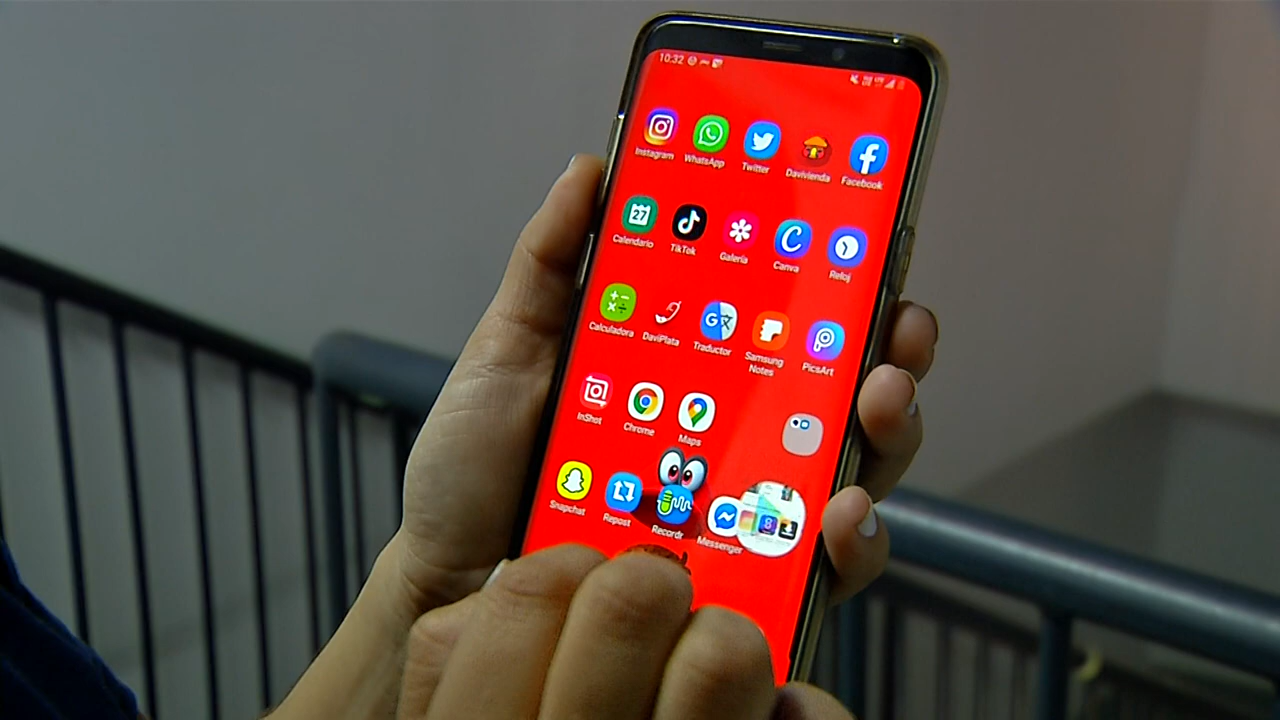 10:32
Instagram WhatsApp Twitter Davivienda Facebook
27
Calendario TikTok Galería Canva Reloj
Calculadora DaviPlata Traductor Samsung Notes PicsArt
InShot Chrome Maps
Snapchat Repost Recordr Messenger